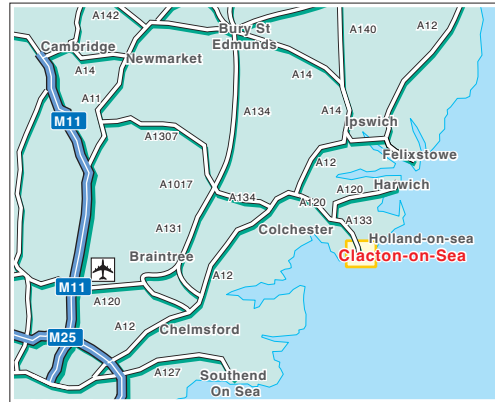 A142
Bury St
Edmunds
A140
A12
Cambridge
A14
Newmarket
A14
A11
A134
A14
M11
Ipswich
A1307
A12
Felixstowe
A1017
A134
A120
Harwich
A120
A131
A133
Colchester
Holland-on-sea
Braintree
Clacton-on-Sea
A12
M11
A120
A12
Chelmsford
M25
A127
Southend
On Sea